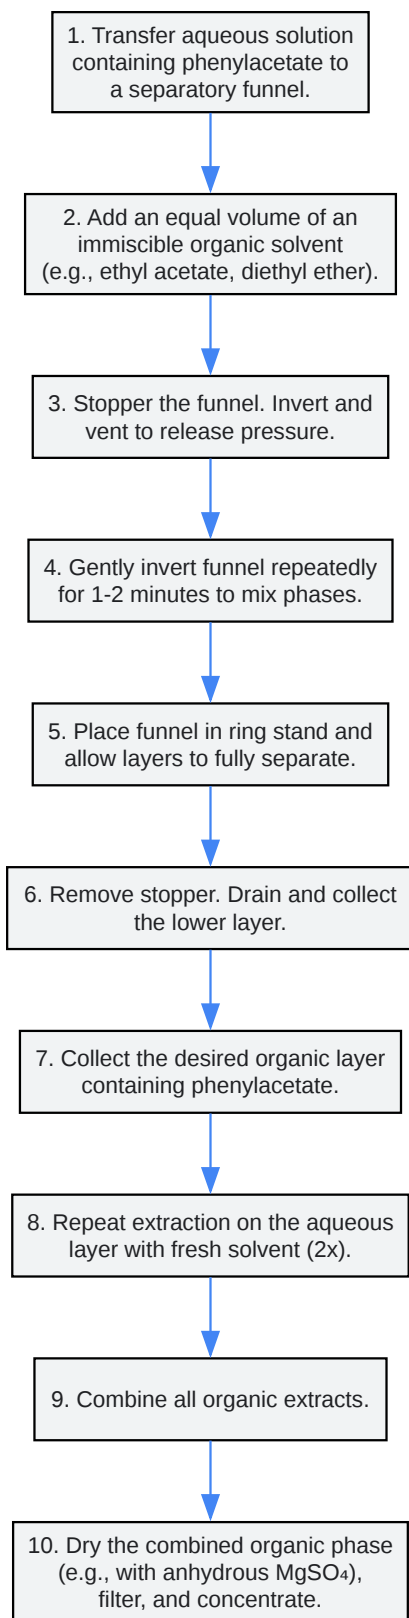 1. Transfer aqueous solution
containing phenylacetate to
a separatory funnel.
2. Add an equal volume of an
immiscible organic solvent
(e.g., ethyl acetate, diethyl ether).
3. Stopper the funnel. Invert and
vent to release pressure.
4. Gently invert funnel repeatedly
for 1-2 minutes to mix phases.
5. Place funnel in ring stand and
allow layers to fully separate.
6. Remove stopper. Drain and collect
the lower layer.
7. Collect the desired organic layer
containing phenylacetate.
8. Repeat extraction on the aqueous
layer with fresh solvent (2x).
9. Combine all organic extracts.
10. Dry the combined organic phase
(e.g., with anhydrous MgSO₄),
filter, and concentrate.